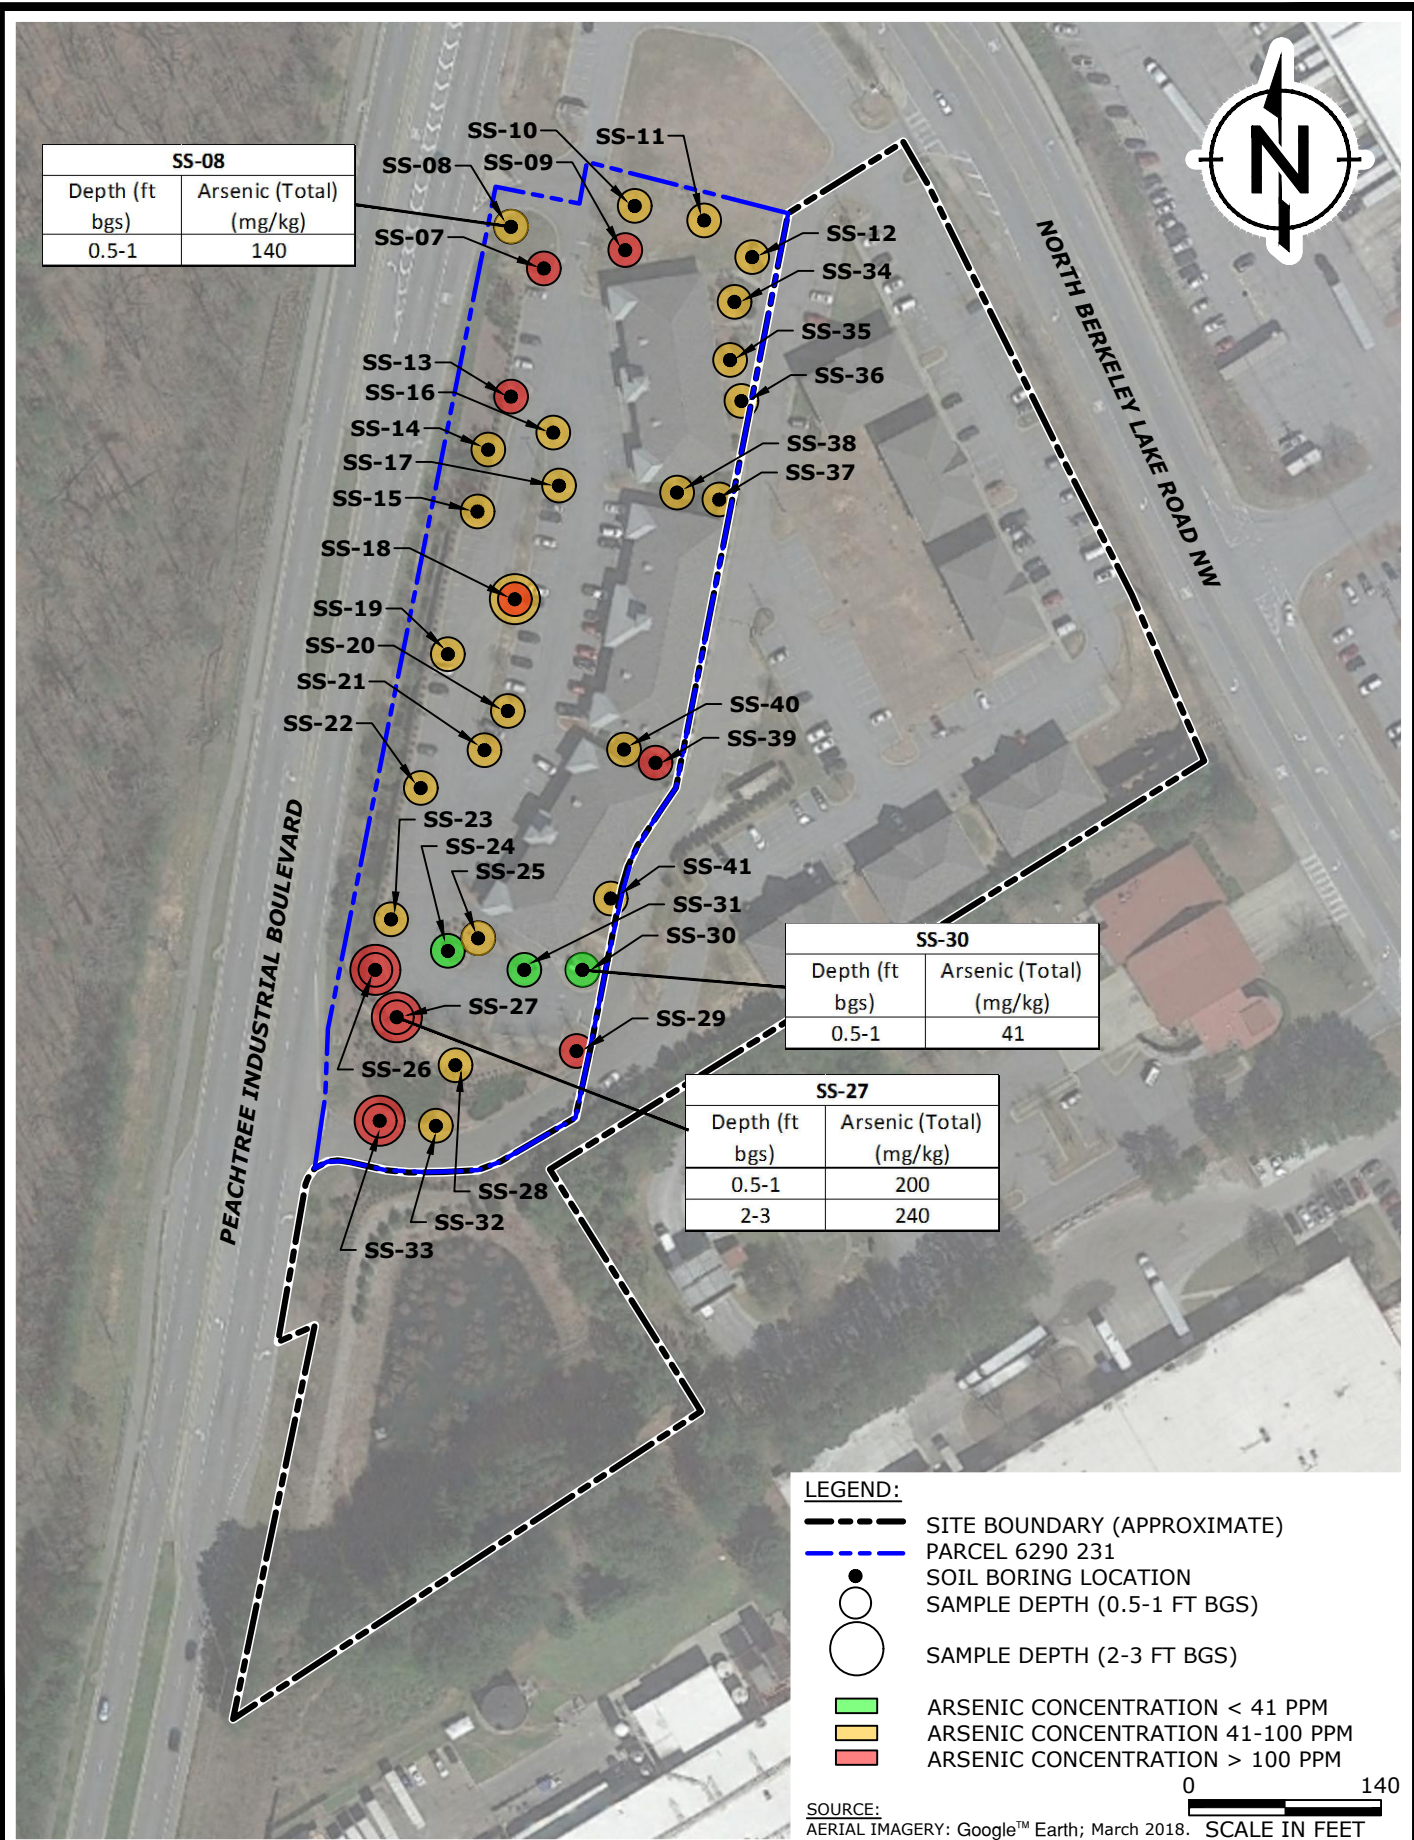 N
SS-10
SS-11
SS-08
SS-09
SS-08
Depth (ft bgs)
Arsenic (Total) (mg/kg)
0.5-1
140
SS-07
SS-12
SS-34
NORTH BERKELEY LAKE ROAD NW
SS-35
SS-13
SS-36
SS-16
SS-14
SS-38
SS-17
SS-37
SS-15
SS-18
SS-19
SS-20
SS-21
SS-40
SS-22
SS-39
PEACHTREE INDUSTRIAL BOULEVARD
SS-23
SS-24
SS-25
SS-41
SS-31
SS-30
SS-30
Depth (ft bgs)
Arsenic (Total) (mg/kg)
0.5-1
41
SS-27
SS-29
SS-26
SS-27
Depth (ft bgs)
Arsenic (Total) (mg/kg)
0.5-1
200
2-3
240
SS-28
SS-32
SS-33
LEGEND:
SITE BOUNDARY (APPROXIMATE)
PARCEL 6290 231
SOIL BORING LOCATION
SAMPLE DEPTH (0.5-1 FT BGS)
SAMPLE DEPTH (2-3 FT BGS)
ARSENIC CONCENTRATION < 41 PPM
ARSENIC CONCENTRATION 41-100 PPM
ARSENIC CONCENTRATION > 100 PPM
0
140
SCALE IN FEET
SOURCE:
AERIAL IMAGERY: Google™ Earth; March 2018.